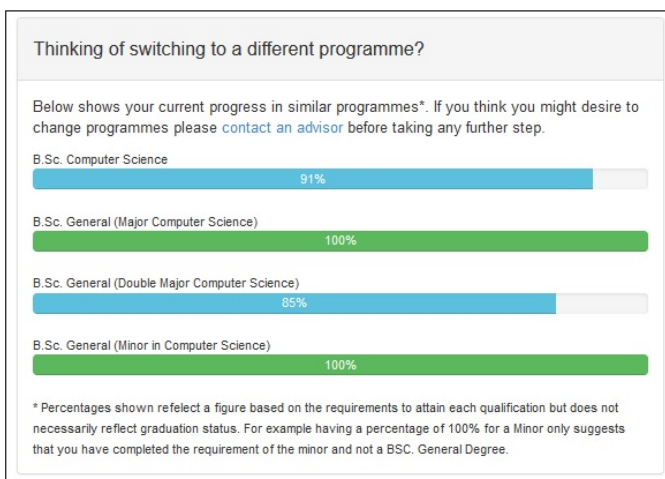 Thinking of switching to a different programme?
Below shows your current progress in similar programmes*. If you think you might desire to
change programmes please contact an advisor before taking any further step.
B.Sc. Computer Science
91%
B.Sc. General (Major Computer Science)
100%
B.Sc. General (Double Major Computer Science)
85%
B.Sc. General (Minor in Computer Science)
100%
* Percentages shown refelect a figure based on the requirements to attain each qualification but does not
necessarily reflect graduation status. For example having a percentage of 100% for a Minor only suggests
that you have completed the requirement of the minor and not a BSC. General Degree.